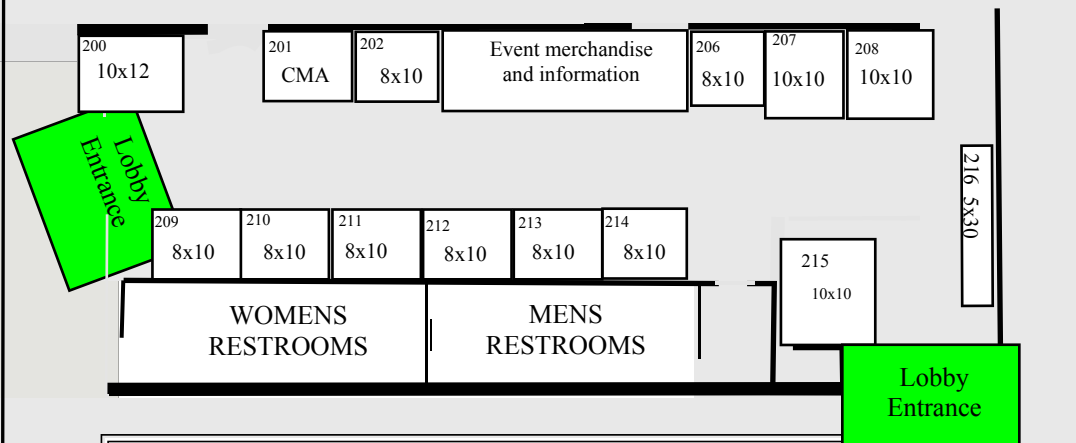 200
10x12
201
CMA
202
8x10
Event merchandise
and information
206
8x10
207
10x10
208
10x10
Lobby
Entrance
216 5x30
209
8x10
210
8x10
211
8x10
212
8x10
213
8x10
214
8x10
215
10x10
WOMENS
RESTROOMS
MENS
RESTROOMS
Lobby
Entrance